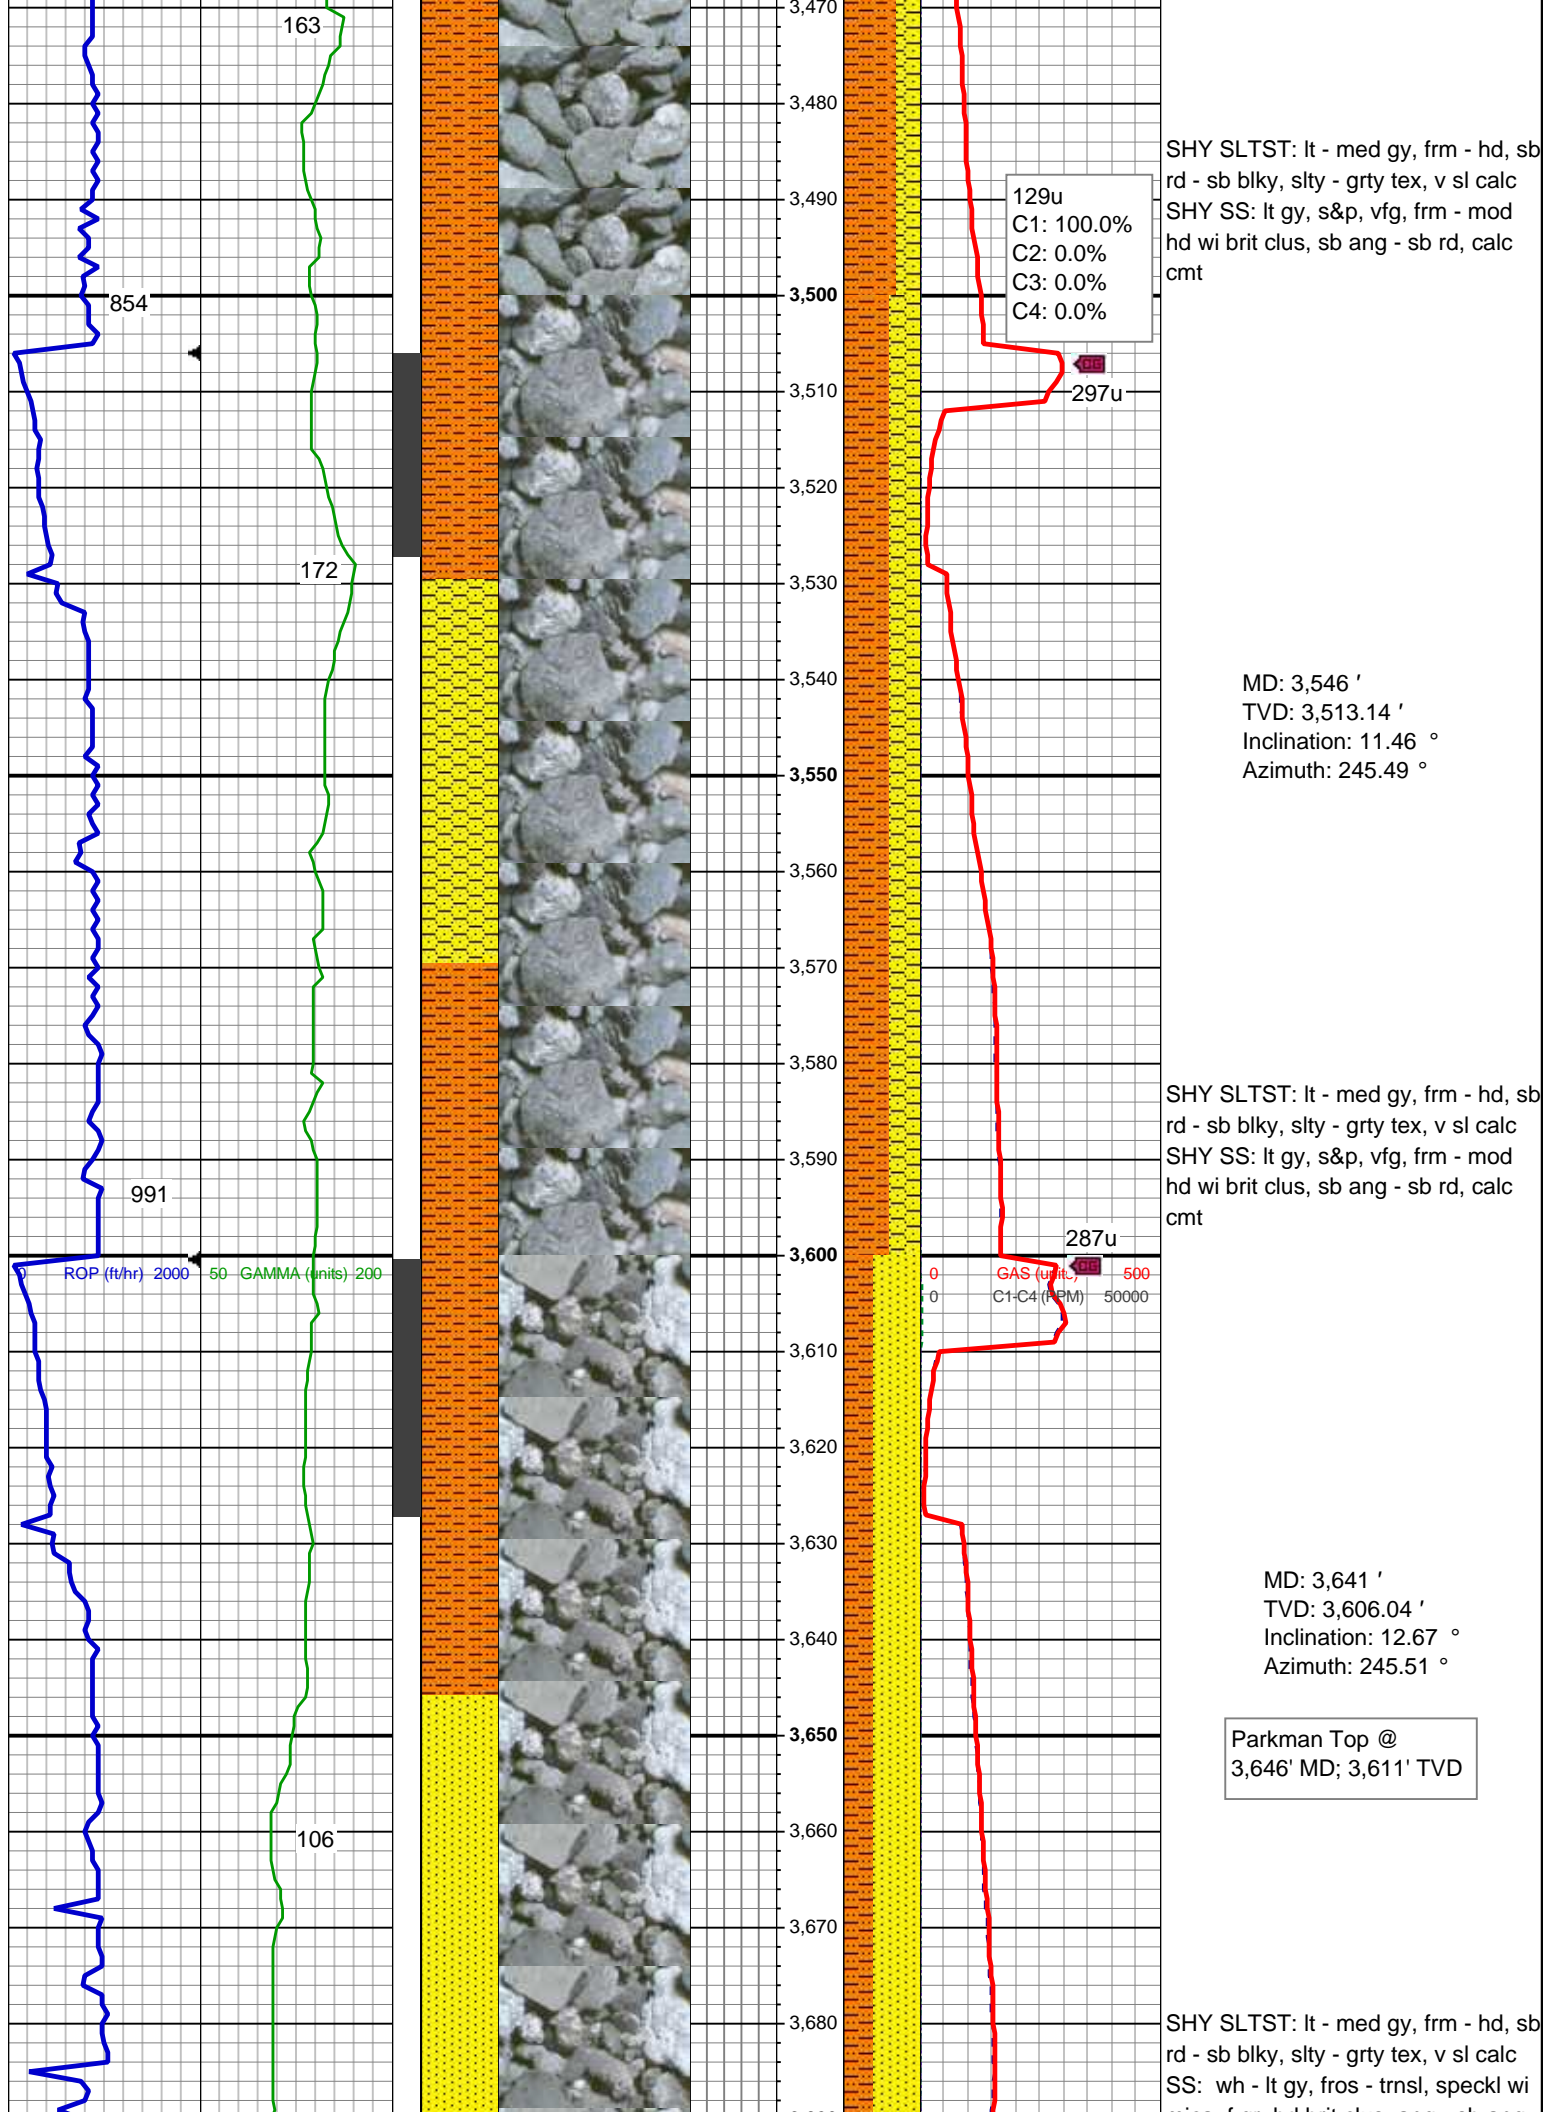 163
3,470
3,480
SHY SLTST: lt - med gy, frm - hd, sb
rd - sb blky, slty - grty tex, v sl calc
SHY SS: lt gy, s&p, vfg, frm - mod
hd wi brit clus, sb ang - sb rd, calc
cmt
3,490
129u
C1: 100.0%
C2: 0.0%
C3: 0.0%
C4: 0.0%
854
3,500
DG
297u
3,510
3,520
172
3,530
3,540
MD: 3,546 '
TVD: 3,513.14 '
Inclination: 11.46 °
Azimuth: 245.49 °
3,550
3,560
3,570
3,580
SHY SLTST: lt - med gy, frm - hd, sb
rd - sb blky, slty - grty tex, v sl calc
SHY SS: lt gy, s&p, vfg, frm - mod
hd wi brit clus, sb ang - sb rd, calc
cmt
3,590
991
287u
3,600
DG
0 ROP (ft/hr) 2000 50 GAMMA (units) 200
0 GAS (units) 500
0 C1-C4 (PPM) 50000
3,610
3,620
3,630
MD: 3,641 '
TVD: 3,606.04 '
Inclination: 12.67 °
Azimuth: 245.51 °
3,640
3,650
Parkman Top @
3,646' MD; 3,611' TVD
3,660
106
3,670
3,680
SHY SLTST: lt - med gy, frm - hd, sb
rd - sb blky, slty - grty tex, v sl calc
SS: wh - lt gy, fros - trnsl, speckl wi